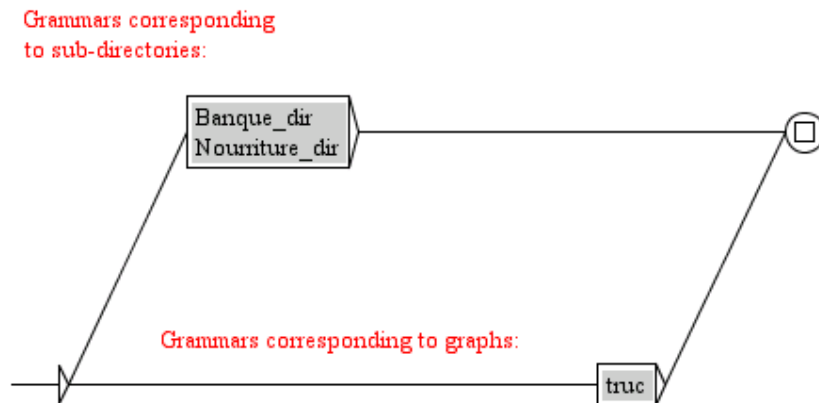 Grammars corresponding
to sub-directories:
Banque_dir
Nourriture_dir
Grammars corresponding to graphs:
truc